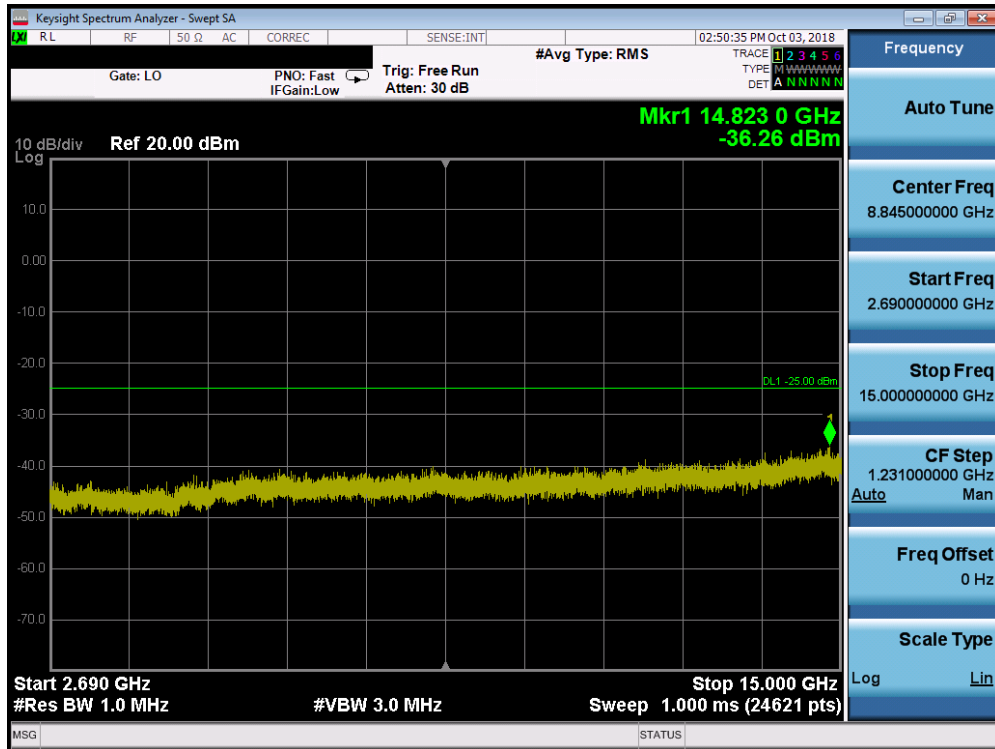 Keysight Spectrum Analyzer - Swept SA
LXI RL RF 50 Ω AC CORREC SENSE:INT 02:50:35 PM Oct 03, 2018
Gate: LO
PNO: Fast
IFGain:Low
Trig: Free Run
Atten: 30 dB
#Avg Type: RMS
TRACE 1 2 3 4 5 6
TYPE M WWWWW
DET A N N N N N
Frequency
Mkr1 14.823 0 GHz
-36.26 dBm
10 dB/div
Log
Ref 20.00 dBm
10.0
0.00
-10.0
-20.0
DL1 -25.00 dBm
-30.0
1
-40.0
-50.0
-60.0
-70.0
Start 2.690 GHz
Stop 15.000 GHz
#Res BW 1.0 MHz
#VBW 3.0 MHz
Sweep 1.000 ms (24621 pts)
MSG
STATUS
Auto Tune
Center Freq
8.845000000 GHz
Start Freq
2.690000000 GHz
Stop Freq
15.000000000 GHz
CF Step
1.231000000 GHz
Auto Man
Freq Offset
0 Hz
Scale Type
Log Lin